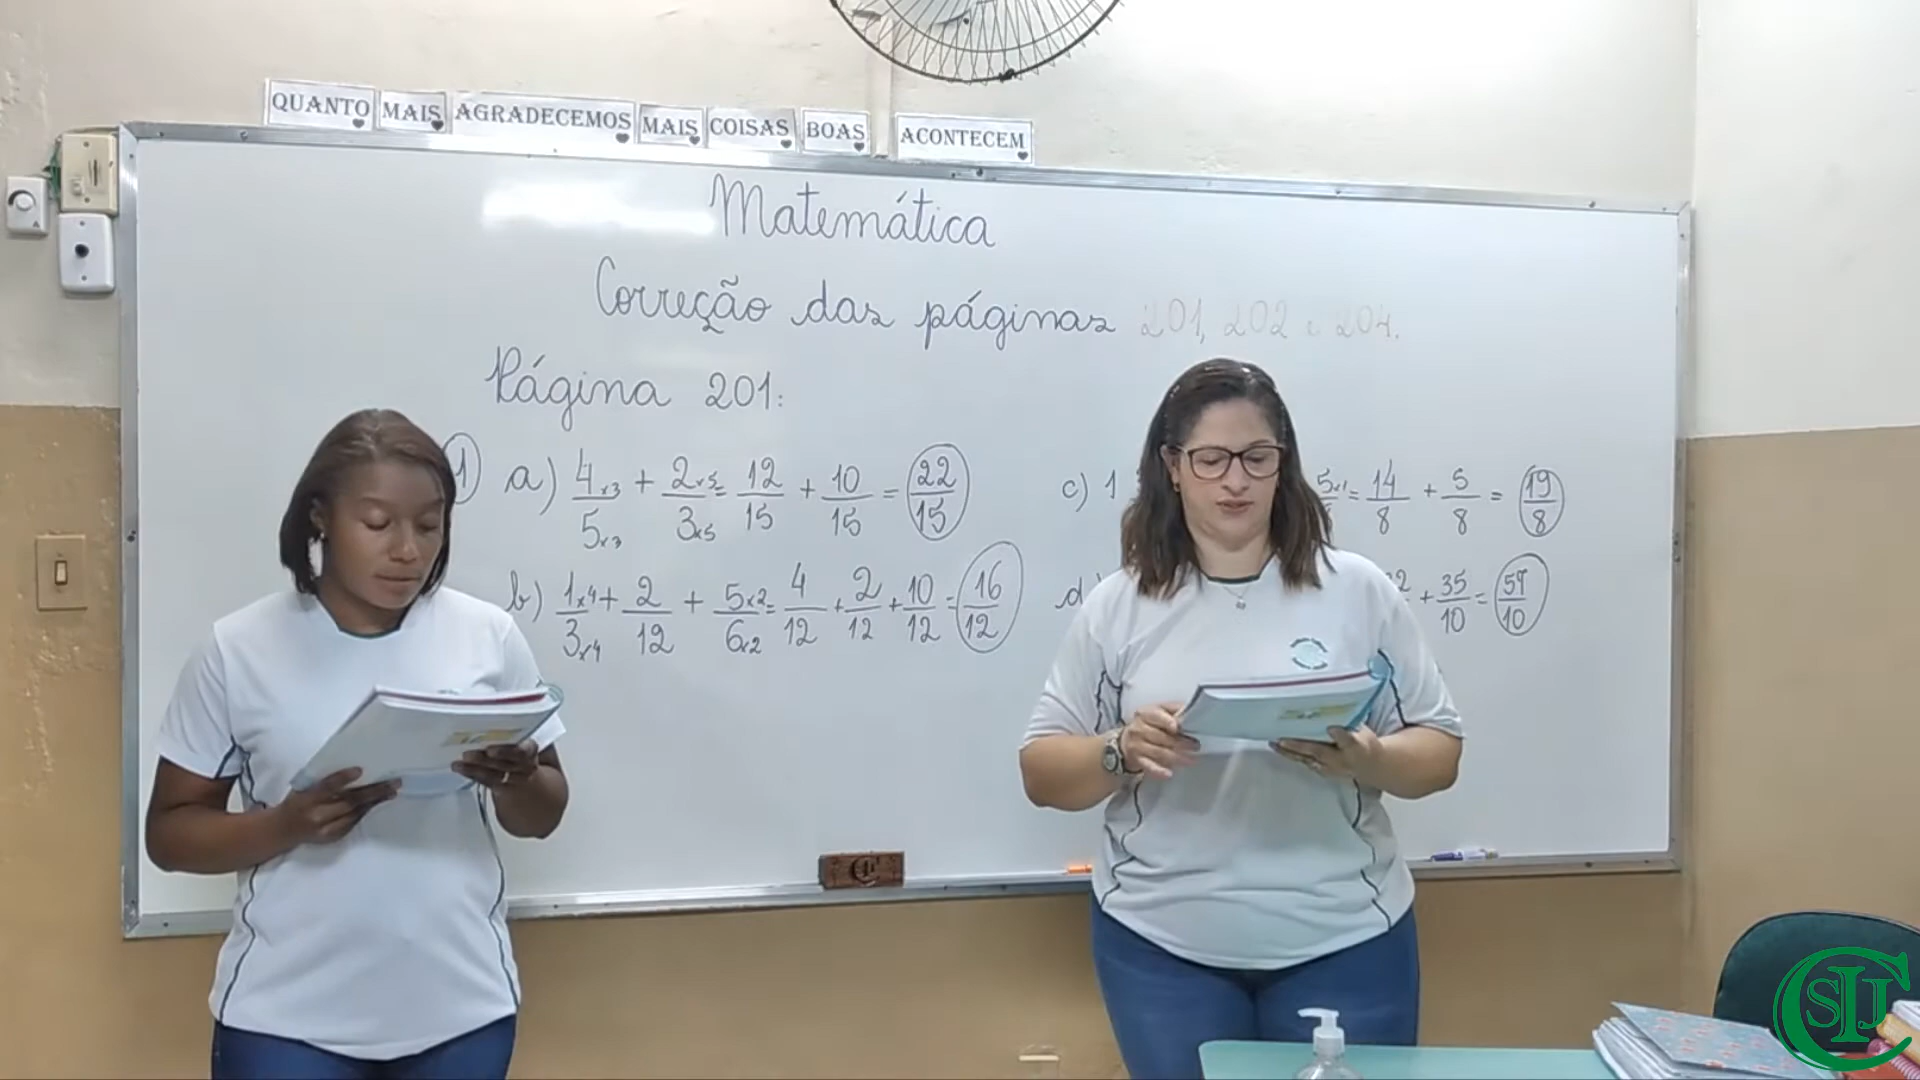 QUANTO MAIS AGRADECEMOS MAIS COISAS BOAS ACONTECEM
Matemática
Correção das páginas 201, 202 e 204.
Página 201:
1) a) 4x3/5x3 + 2x5/3x5 = 12/15 + 10/15 = 22/15
c) 1 5x1 = 14/8 + 5/8 = 19/8
b) 1x4/3x4 + 2/12 + 5x2/6x2 = 4/12 + 2/12 + 10/12 = 16/12
d) + 35/10 = 57/10
CSIJ